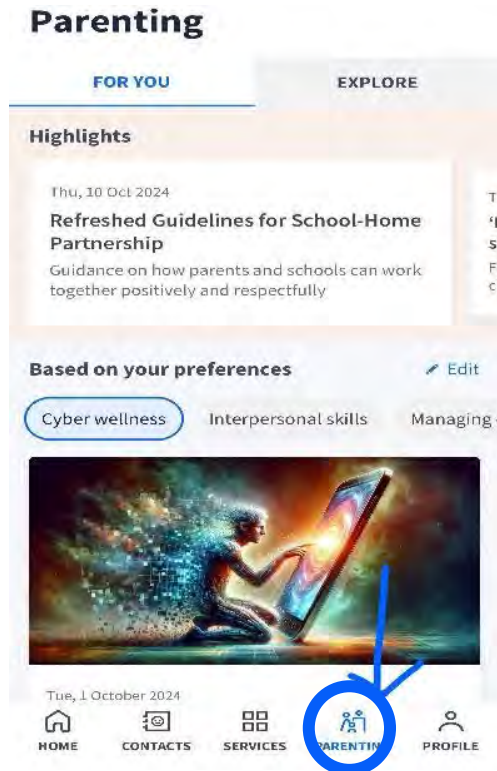 Parenting
FOR YOU
EXPLORE
Highlights
Thu, 10 Oct 2024
Refreshed Guidelines for School-Home
Partnership
Guidance on how parents and schools can work
together positively and respectfully
Based on your preferences
Edit
Cyber wellness
Interpersonal skills
Managing
Tue, 1 October 2024
HOME
CONTACTS
SERVICES
PARENTIN
PROFILE